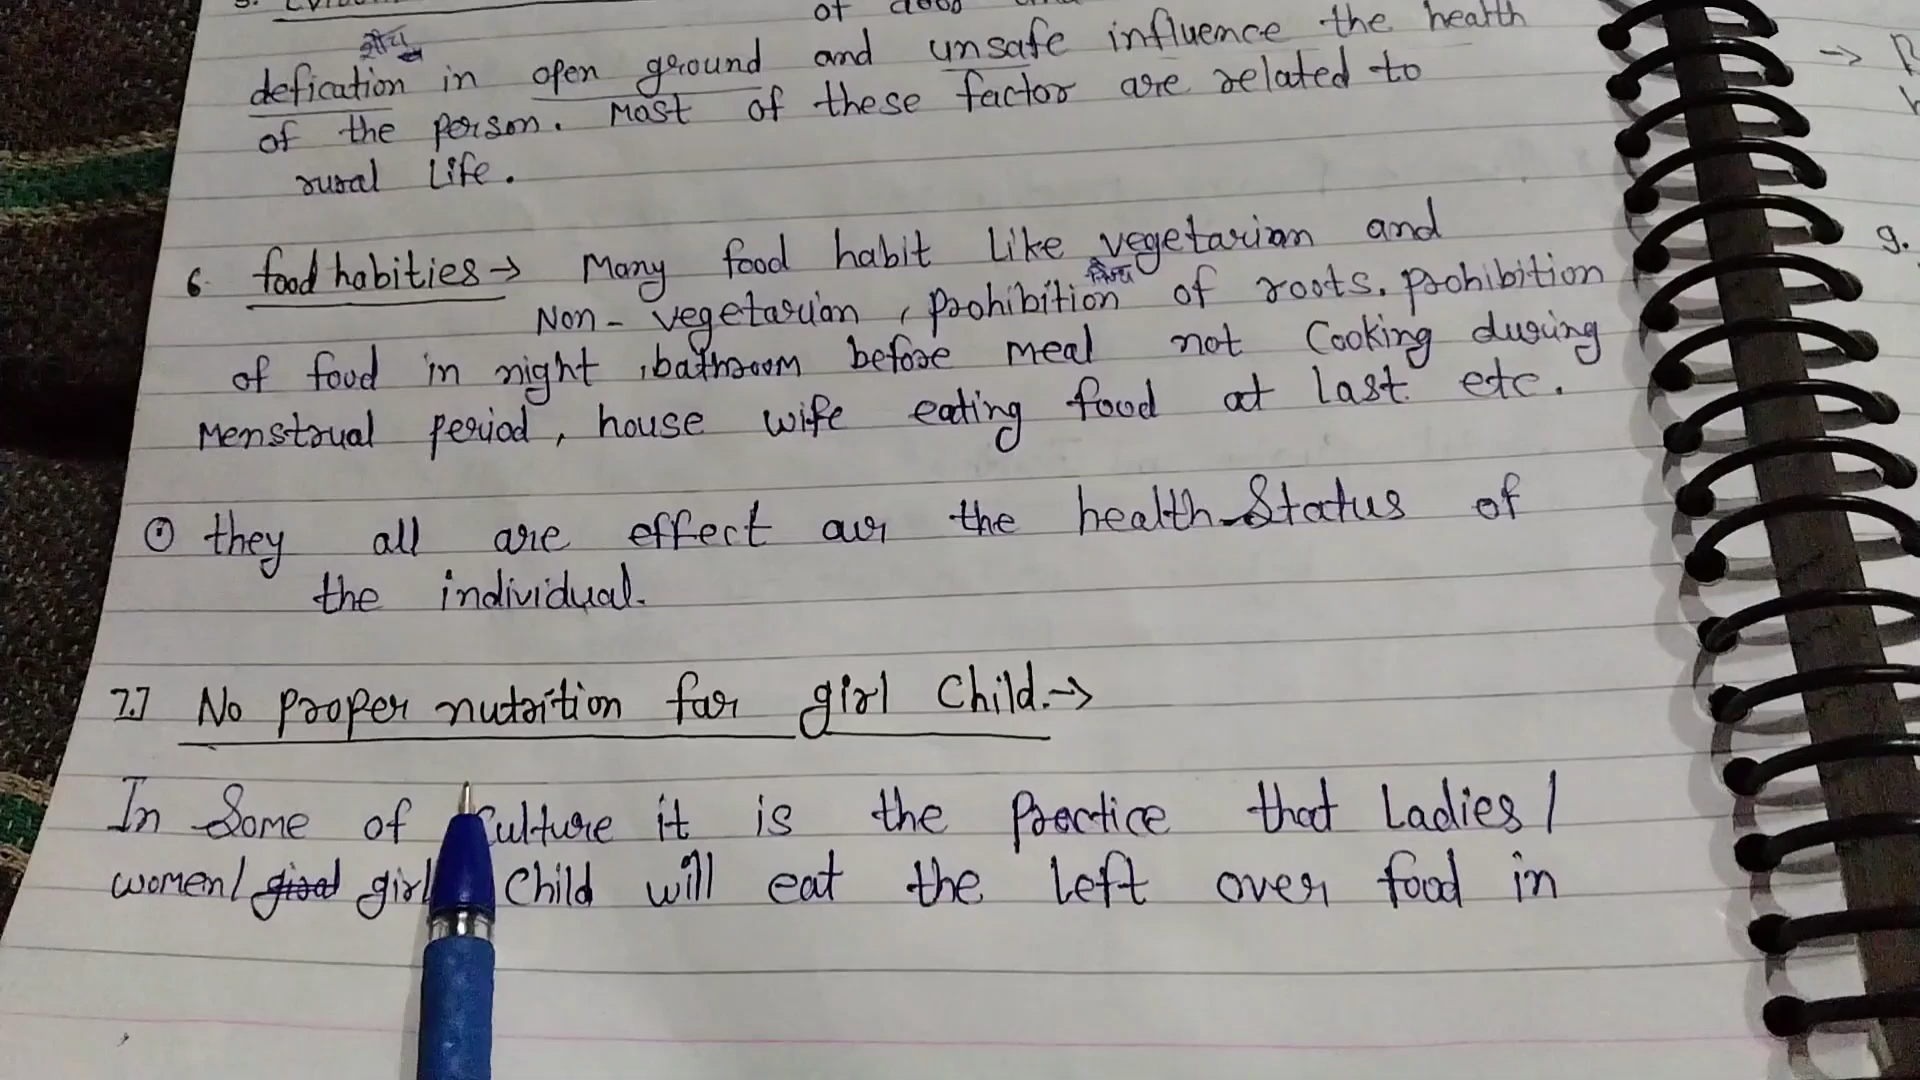 of
शौच
defication in open ground and unsafe influence the health
of the person. Most of these factor are related to
rural Life.
6. food habities → Many food habit like vegetarian and
Non-vegetarian, prohibition of roots. prohibition
of food in night, bathroom before meal not Cooking during
Menstrual period, house wife eating food at last. etc.
⊙ they all are effect our the health Status of
the individual.
7.] No proper nutrition for girl Child. →
In Some of Culture it is the Practice that Ladies/
women/ girl Child will eat the Left over food in
9.